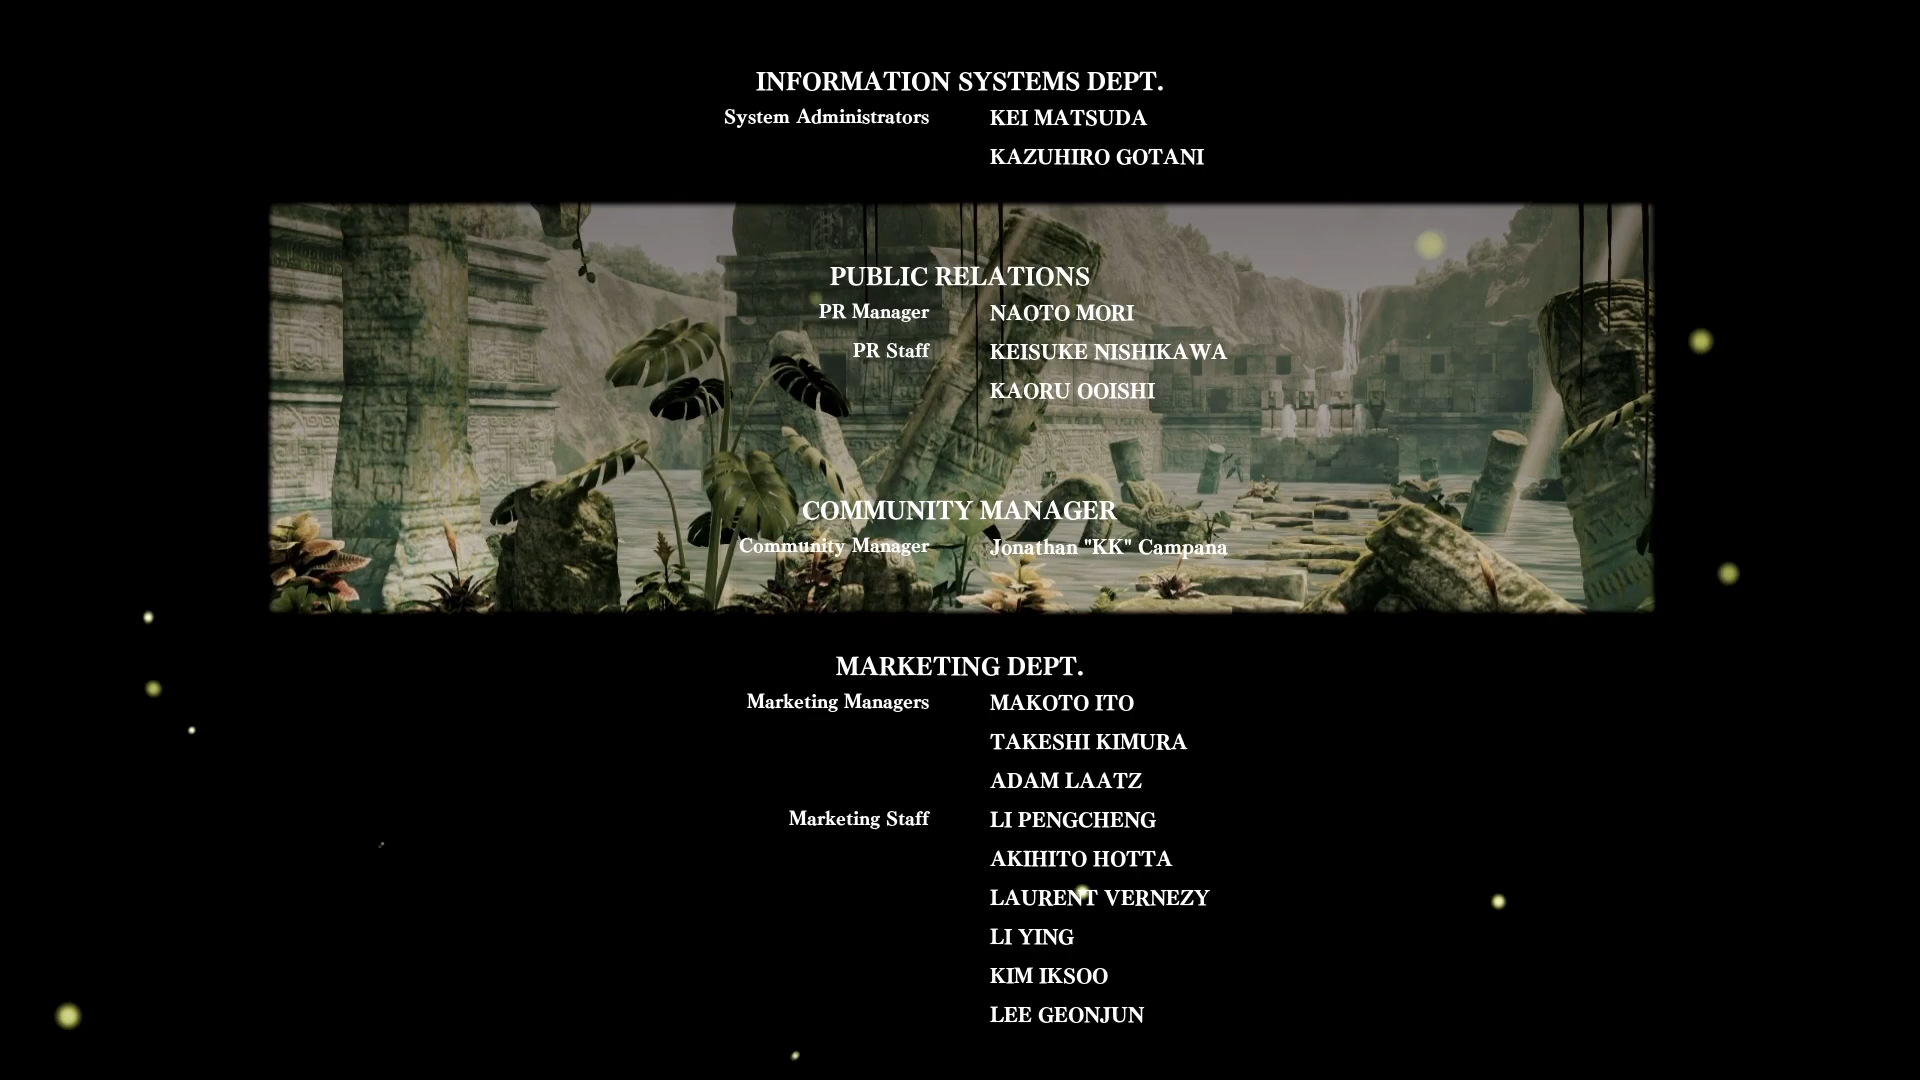 INFORMATION SYSTEMS DEPT.
System Administrators KEI MATSUDA
KAZUHIRO GOTANI
PUBLIC RELATIONS
PR Manager NAOTO MORI
PR Staff KEISUKE NISHIKAWA
KAORU OOISHI
COMMUNITY MANAGER
Community Manager Jonathan "KK" Campana
MARKETING DEPT.
Marketing Managers MAKOTO ITO
TAKESHI KIMURA
ADAM LAATZ
Marketing Staff LI PENGCHENG
AKIHITO HOTTA
LAURENT VERNEZY
LI YING
KIM IKSOO
LEE GEONJUN